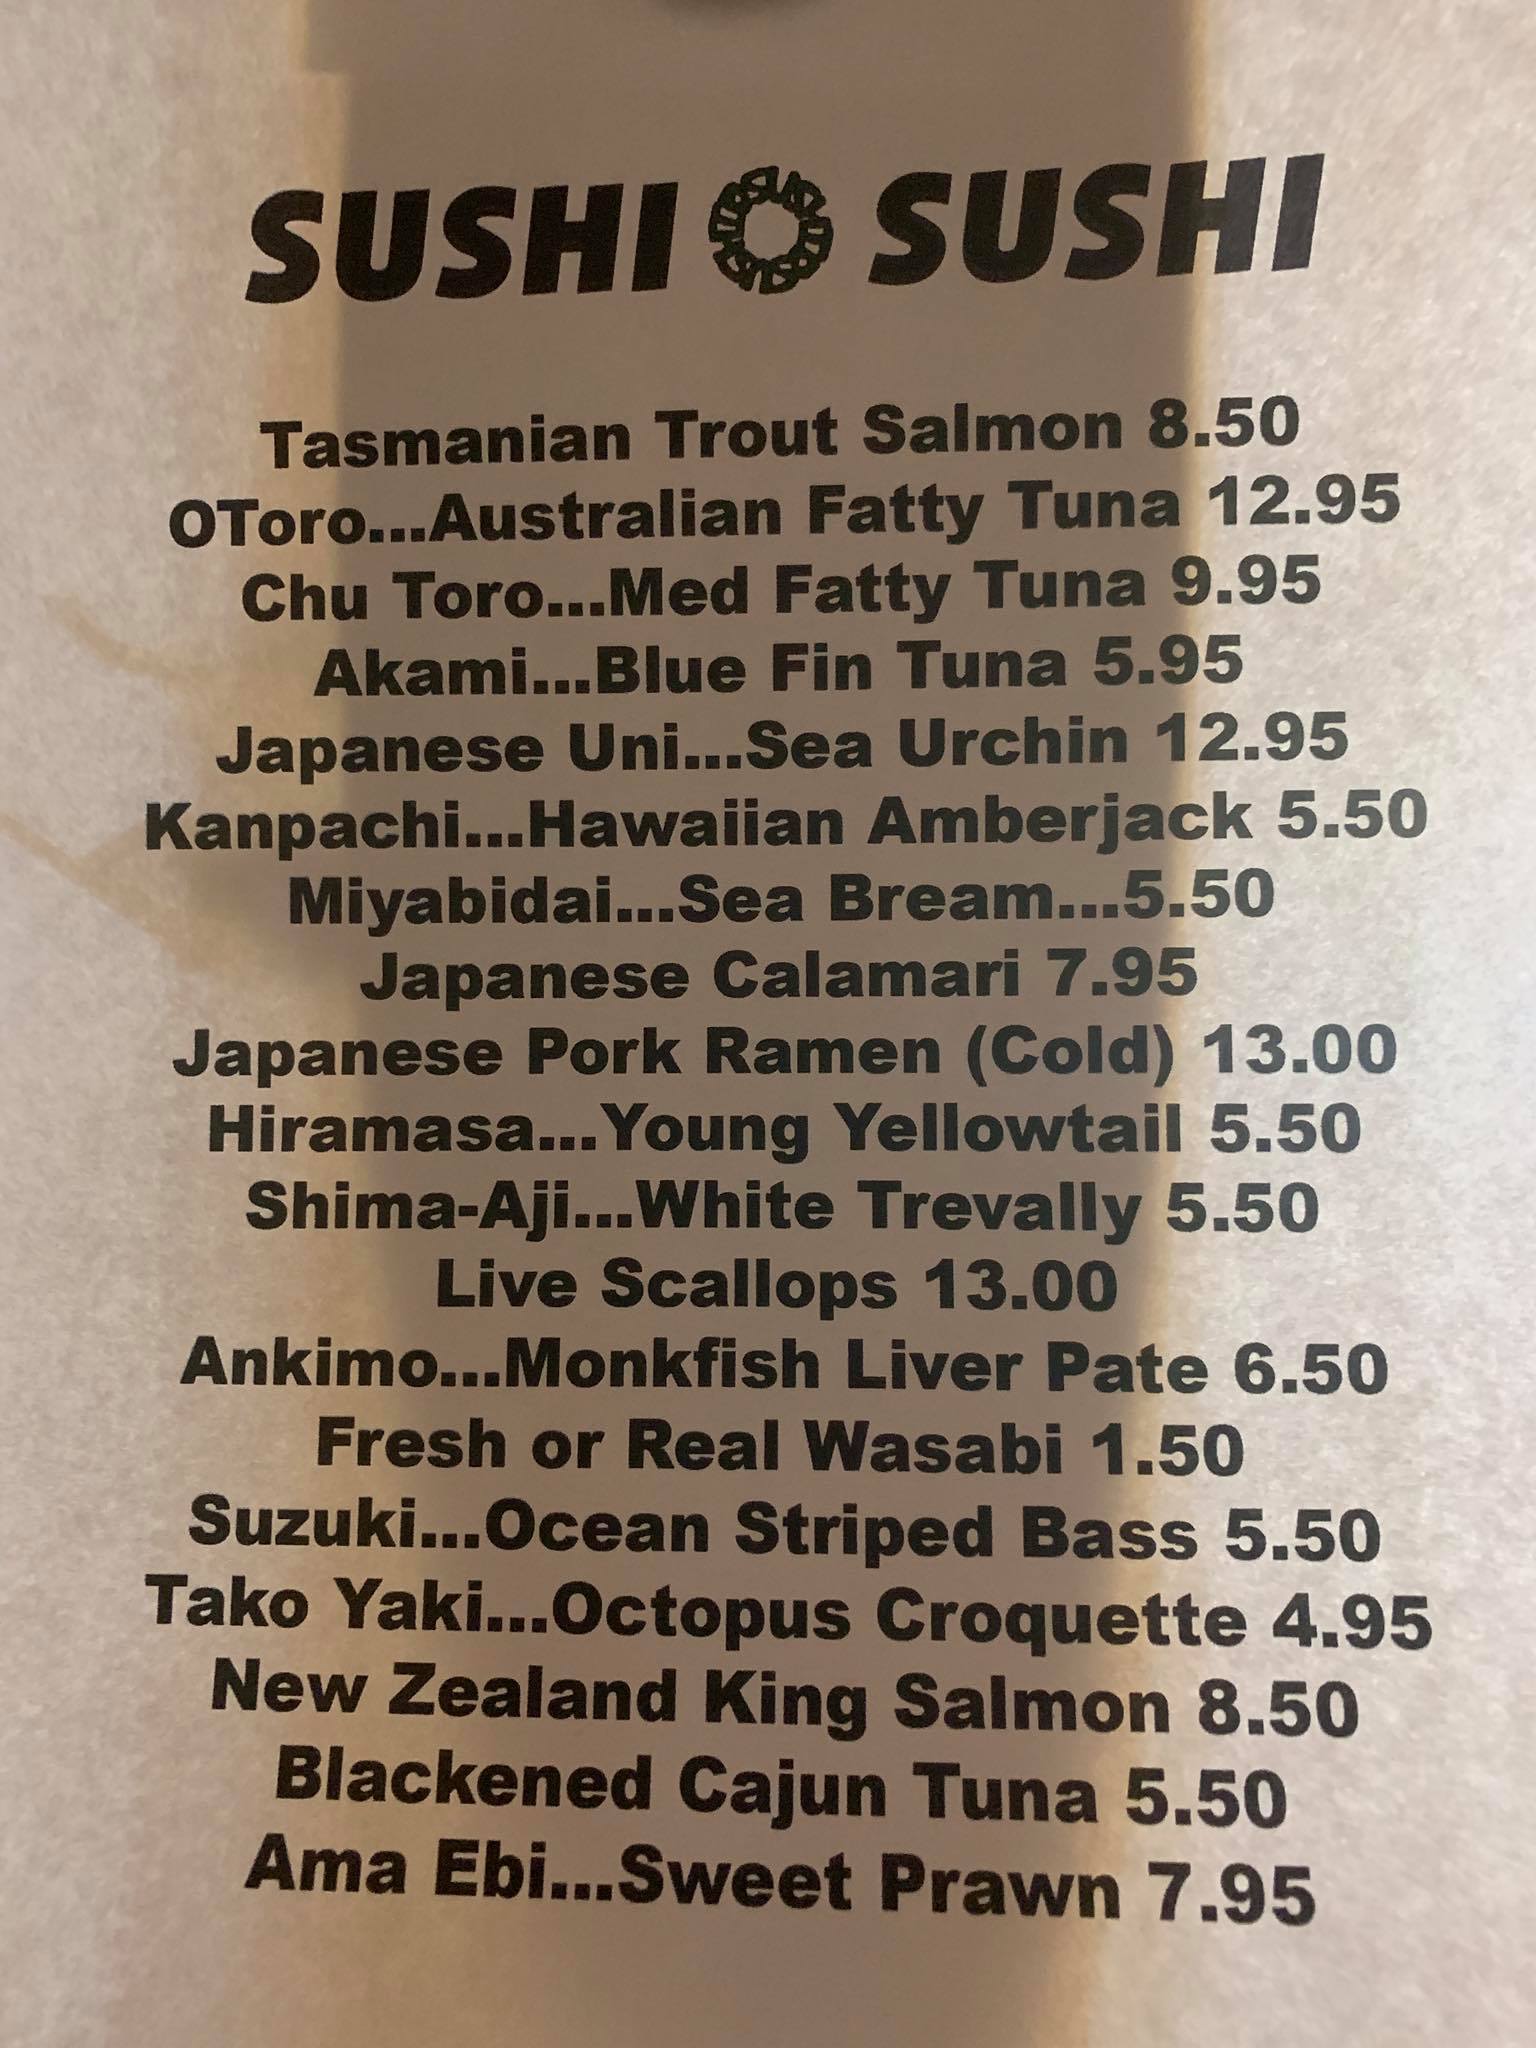 SUSHI SUSHI
Tasmanian Trout Salmon 8.50
OToro...Australian Fatty Tuna 12.95
Chu Toro...Med Fatty Tuna 9.95
Akami...Blue Fin Tuna 5.95
Japanese Uni...Sea Urchin 12.95
Kanpachi...Hawaiian Amberjack 5.50
Miyabidai...Sea Bream...5.50
Japanese Calamari 7.95
Japanese Pork Ramen (Cold) 13.00
Hiramasa...Young Yellowtail 5.50
Shima-Aji...White Trevally 5.50
Live Scallops 13.00
Ankimo...Monkfish Liver Pate 6.50
Fresh or Real Wasabi 1.50
Suzuki...Ocean Striped Bass 5.50
Tako Yaki...Octopus Croquette 4.95
New Zealand King Salmon 8.50
Blackened Cajun Tuna 5.50
Ama Ebi...Sweet Prawn 7.95